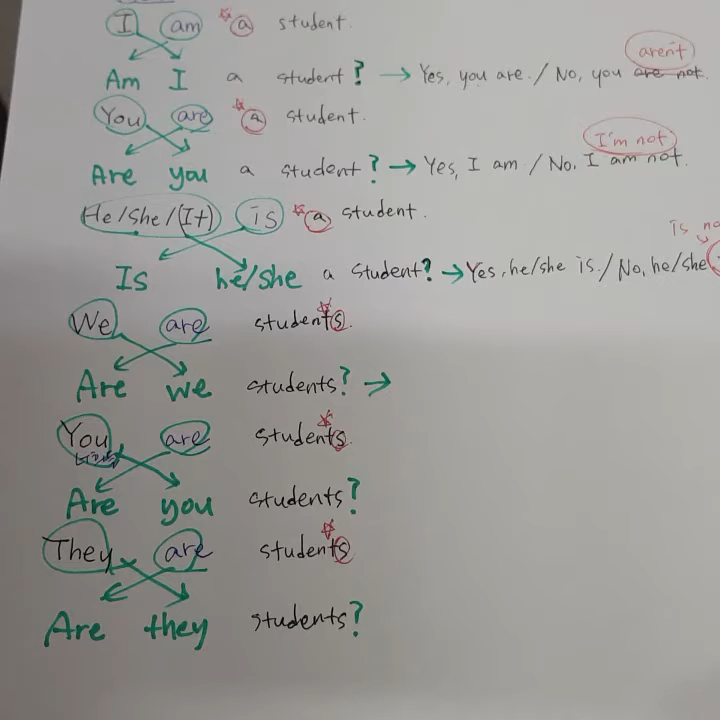 I am a student.
Am I a student? → Yes, you are. / No, you are not. aren't
You are a student.
Are you a student? → Yes, I am / No, I am not. I'm not
He/She/(It) is a student.
is
Is he/she a student? → Yes, he/she is. / No, he/she
We are students.
Are we students? →
You are students.
Are you students?
They are students
Are they students?